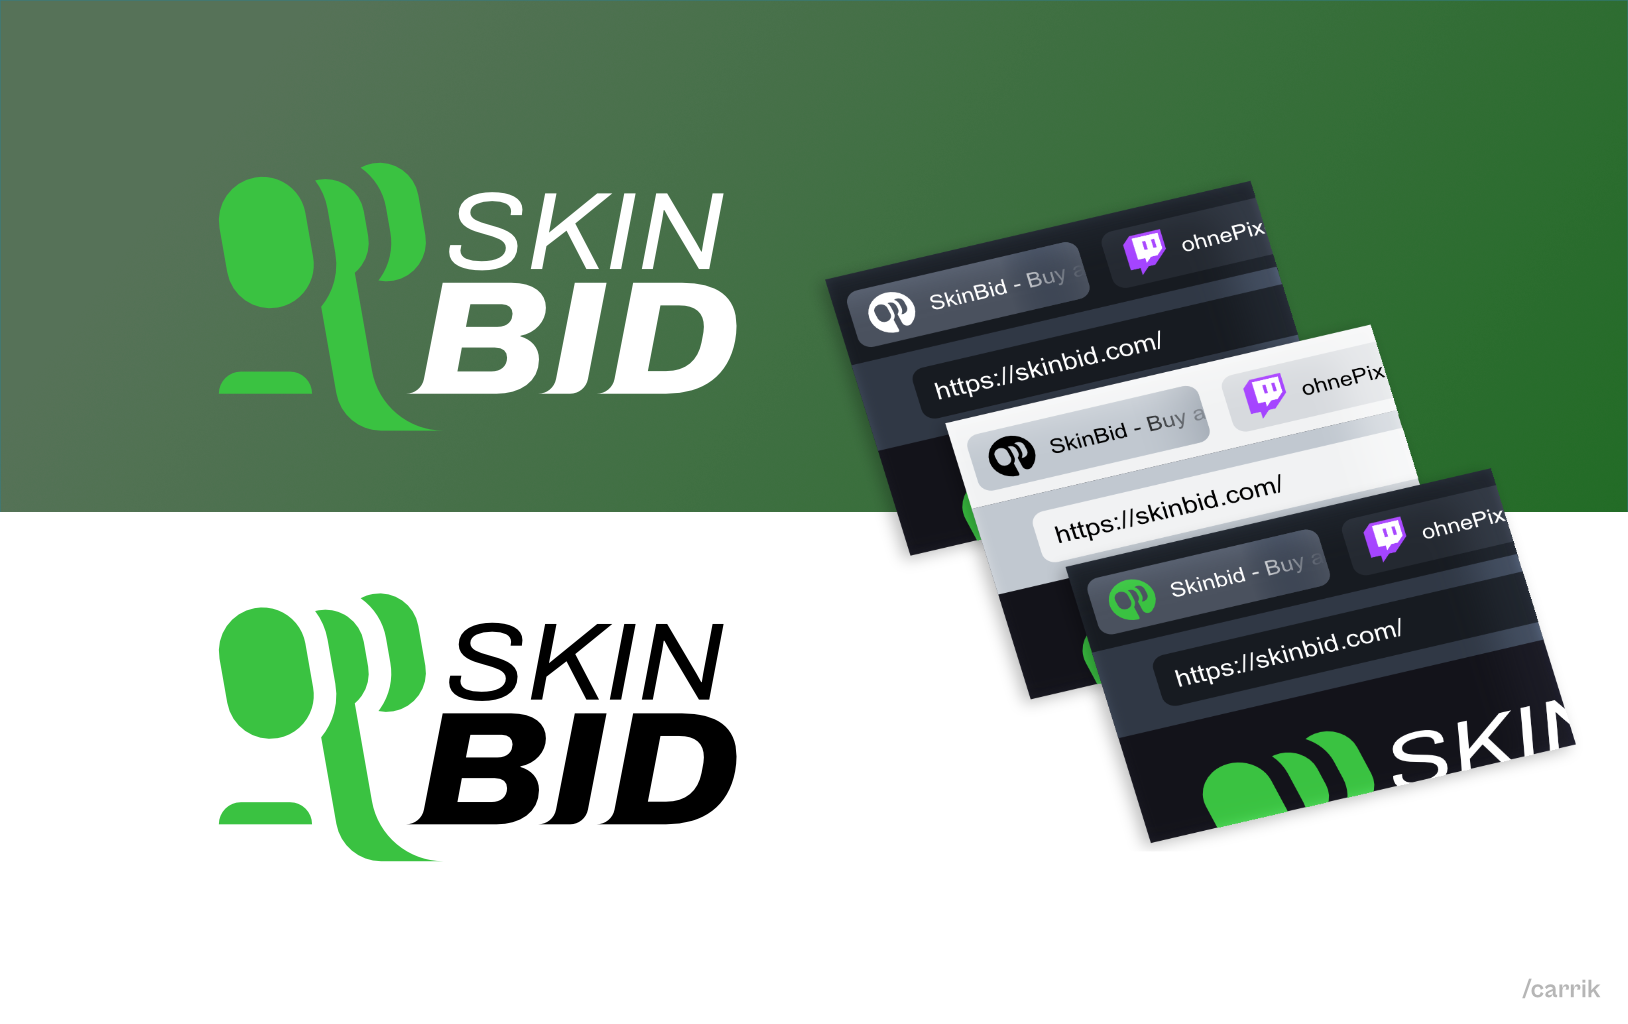 SKIN
BID
SkinBid - Buy a
ohnePix
https://skinbid.com/
SkinBid - Buy a
ohnePix
https://skinbid.com/
Skinbid - Buy a
ohnePix
https://skinbid.com/
SKIN
SKIN
BID
/carrik